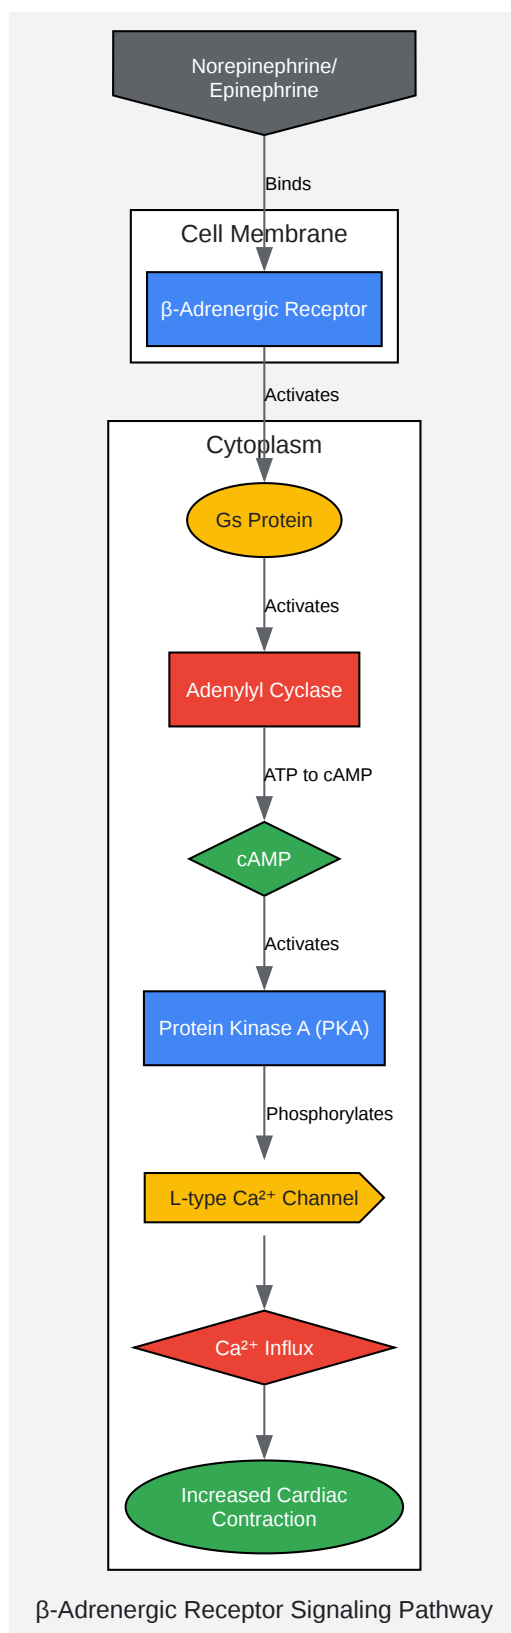 Norepinephrine/
Epinephrine
Binds
Cell Membrane
β-Adrenergic Receptor
Activates
Cytoplasm
Gs Protein
Activates
Adenylyl Cyclase
ATP to cAMP
cAMP
Activates
Protein Kinase A (PKA)
Phosphorylates
L-type Ca²⁺ Channel
Ca²⁺ Influx
Increased Cardiac
Contraction
β-Adrenergic Receptor Signaling Pathway